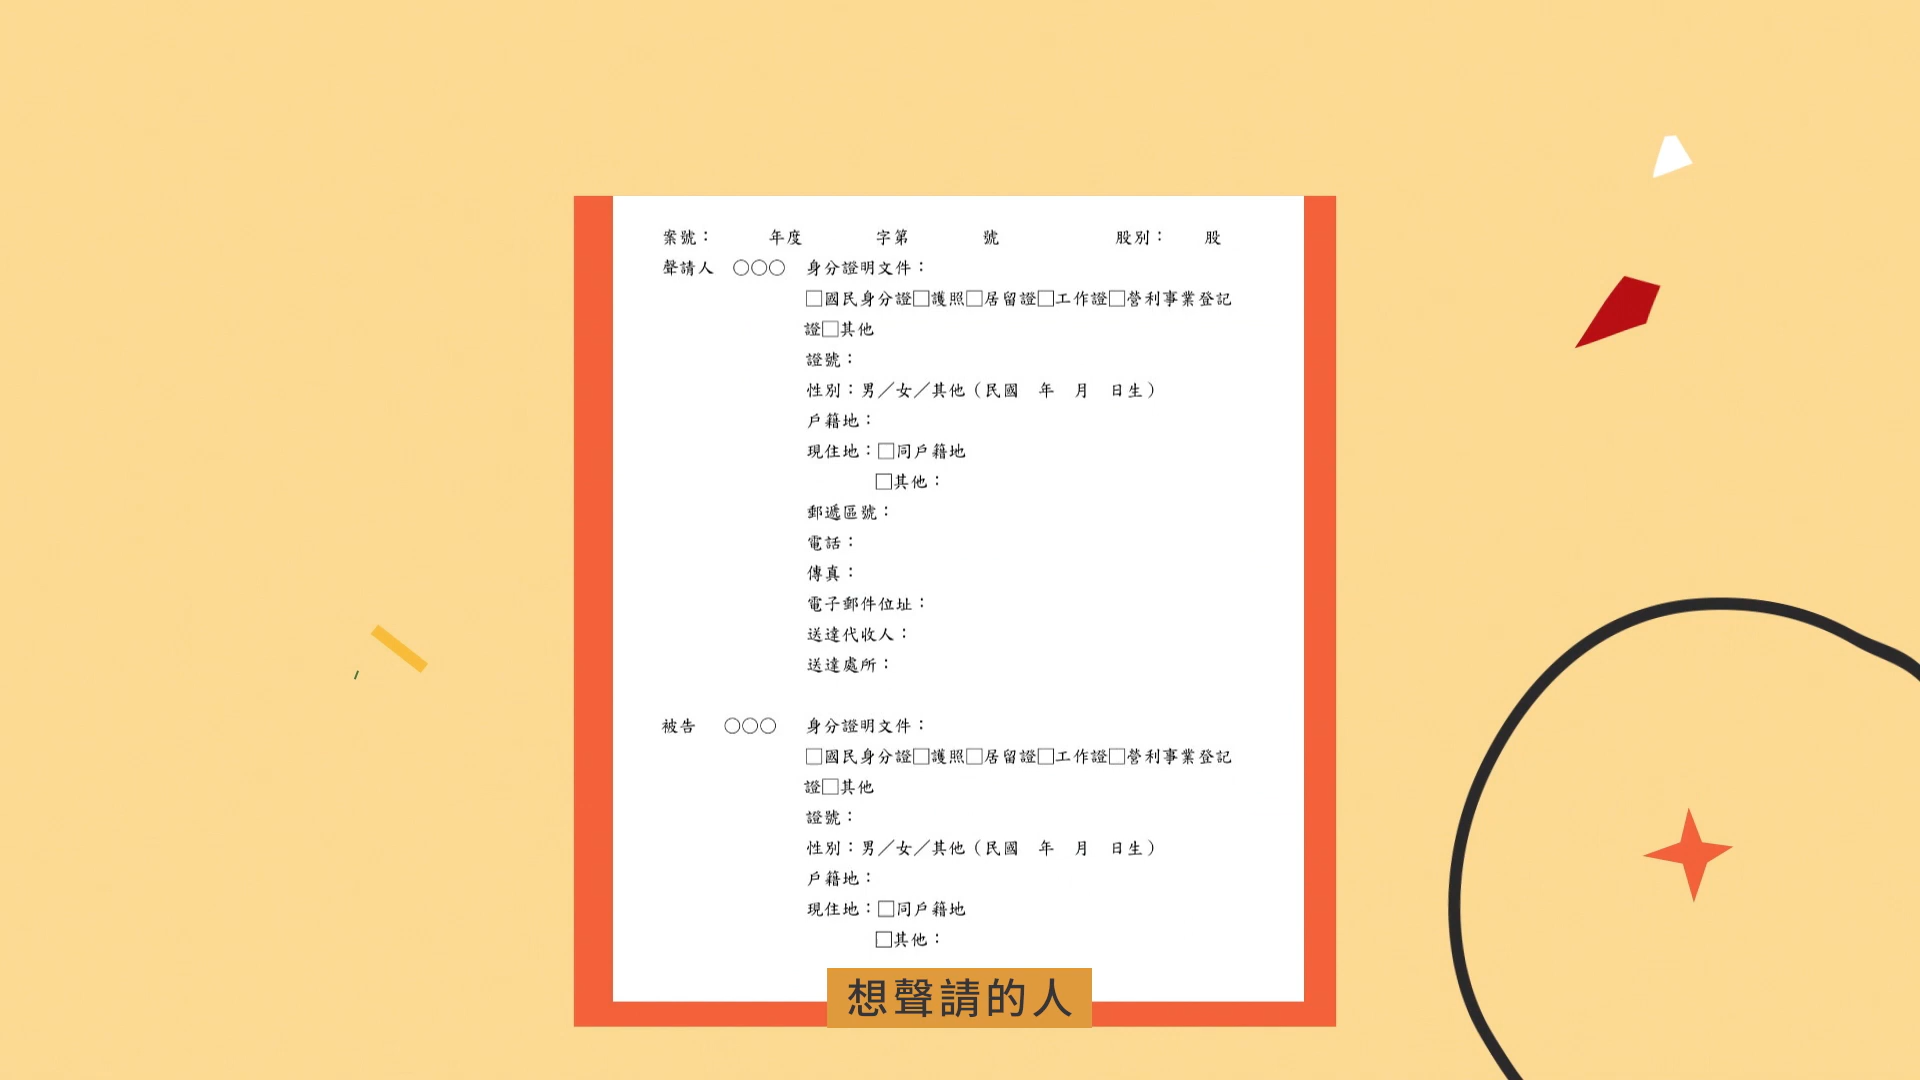 案號： 年度 字第 號 股別： 股
聲請人 ○○○ 身分證明文件：
□國民身分證□護照□居留證□工作證□營利事業登記
證□其他
證號：
性別：男／女／其他（民國 年 月 日生）
戶籍地：
現住地：□同戶籍地
□其他：
郵遞區號：
電話：
傳真：
電子郵件位址：
送達代收人：
送達處所：
被告 ○○○ 身分證明文件：
□國民身分證□護照□居留證□工作證□營利事業登記
證□其他
證號：
性別：男／女／其他（民國 年 月 日生）
戶籍地：
現住地：□同戶籍地
□其他：
想聲請的人